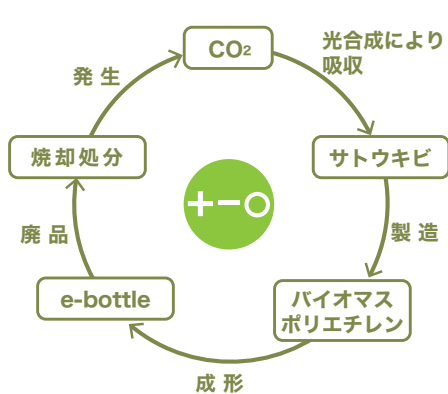 CO2
光合成により
吸収
サトウキビ
製造
バイオマス
ポリエチレン
成形
e-bottle
廃品
焼却処分
発生
+−○